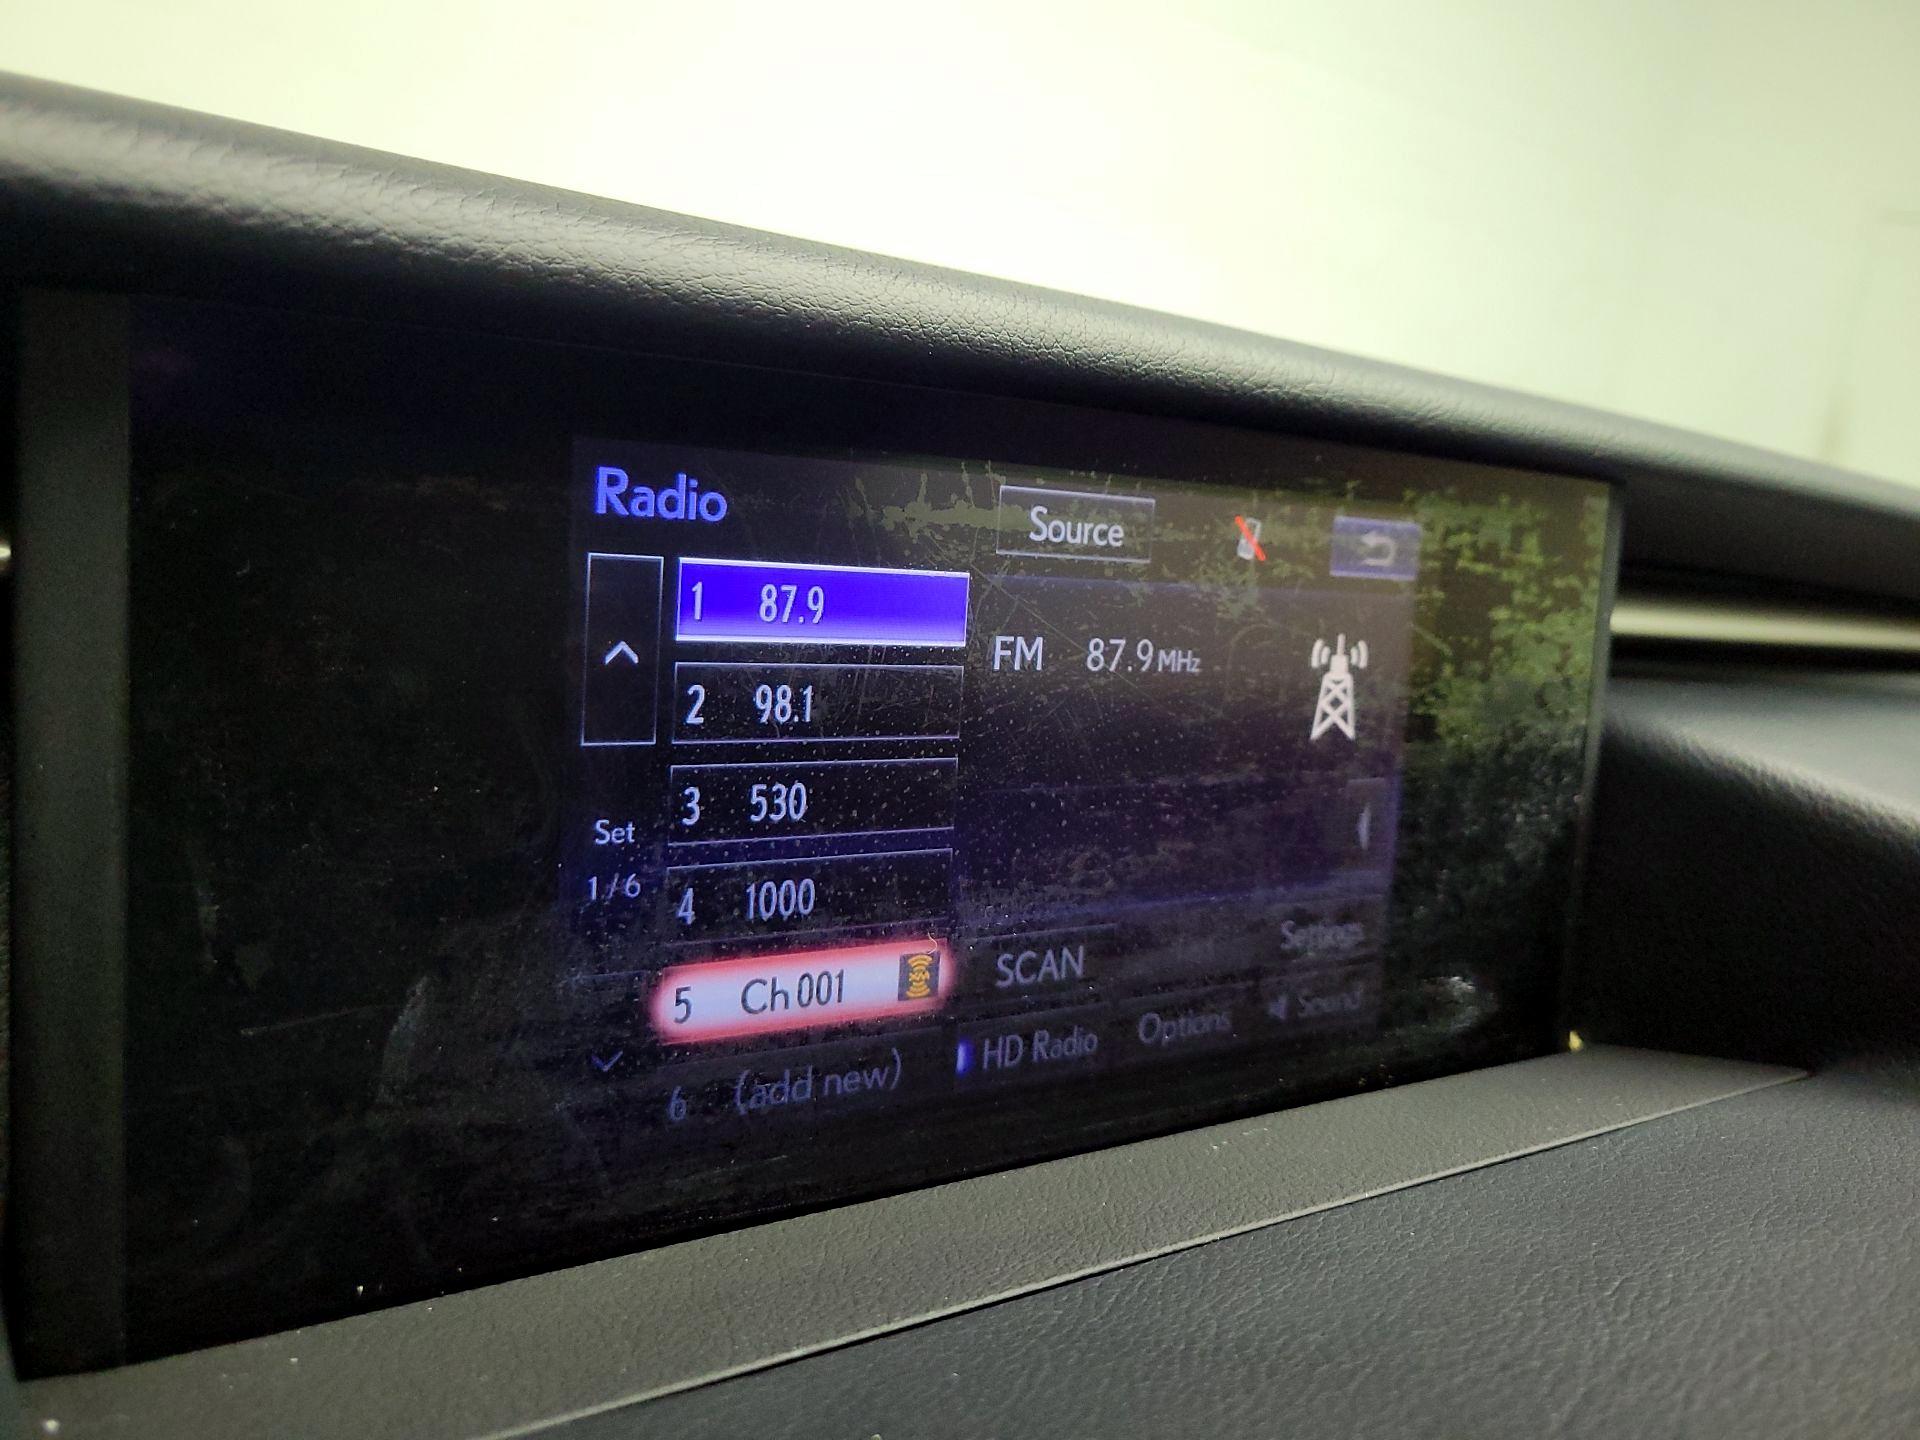 Radio
Source
1 87.9
FM 87.9 MHz
2 98.1
3 530
Set
1/6
4 1000
5 Ch 001
SCAN
Settings
6 (add new)
HD Radio
Options
Sound